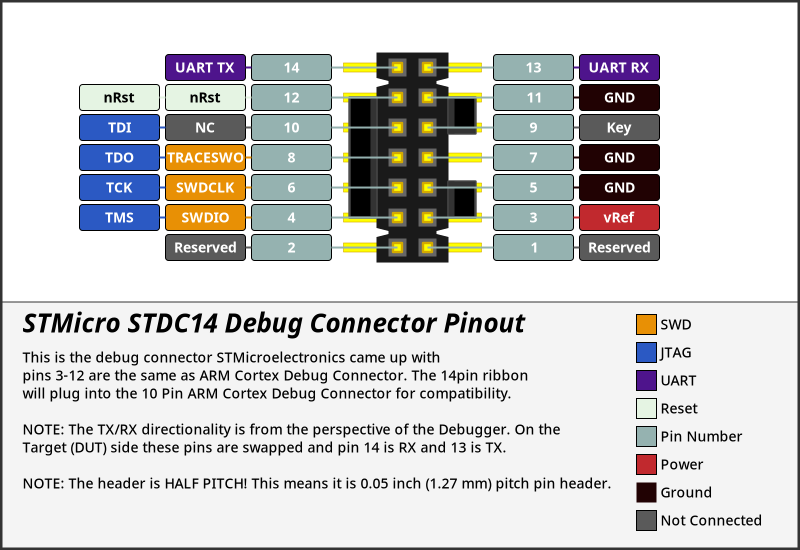 UART TX 14 13 UART RX
nRst nRst 12 11 GND
TDI NC 10 9 Key
TDO TRACESWO 8 7 GND
TCK SWDCLK 6 5 GND
TMS SWDIO 4 3 vRef
Reserved 2 1 Reserved
STMicro STDC14 Debug Connector Pinout
This is the debug connector STMicroelectronics came up with
pins 3-12 are the same as ARM Cortex Debug Connector. The 14pin ribbon
will plug into the 10 Pin ARM Cortex Debug Connector for compatibility.
NOTE: The TX/RX directionality is from the perspective of the Debugger. On the
Target (DUT) side these pins are swapped and pin 14 is RX and 13 is TX.
NOTE: The header is HALF PITCH! This means it is 0.05 inch (1.27 mm) pitch pin header.
SWD
JTAG
UART
Reset
Pin Number
Power
Ground
Not Connected